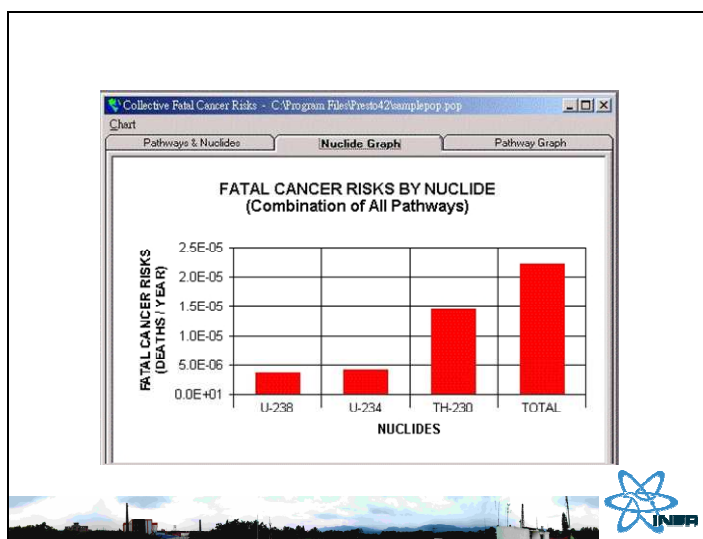 Collective Fatal Cancer Risks - C:\Program Files\Presto42\samplepop.pop
Chart
Pathways & Nuclides
Nuclide Graph
Pathway Graph
FATAL CANCER RISKS BY NUCLIDE
(Combination of All Pathways)
FATAL CANCER RISKS
(DEATHS / YEAR)
2.5E-05
2.0E-05
1.5E-05
1.0E-05
5.0E-06
0.0E+01
U-238
U-234
TH-230
TOTAL
NUCLIDES
INER